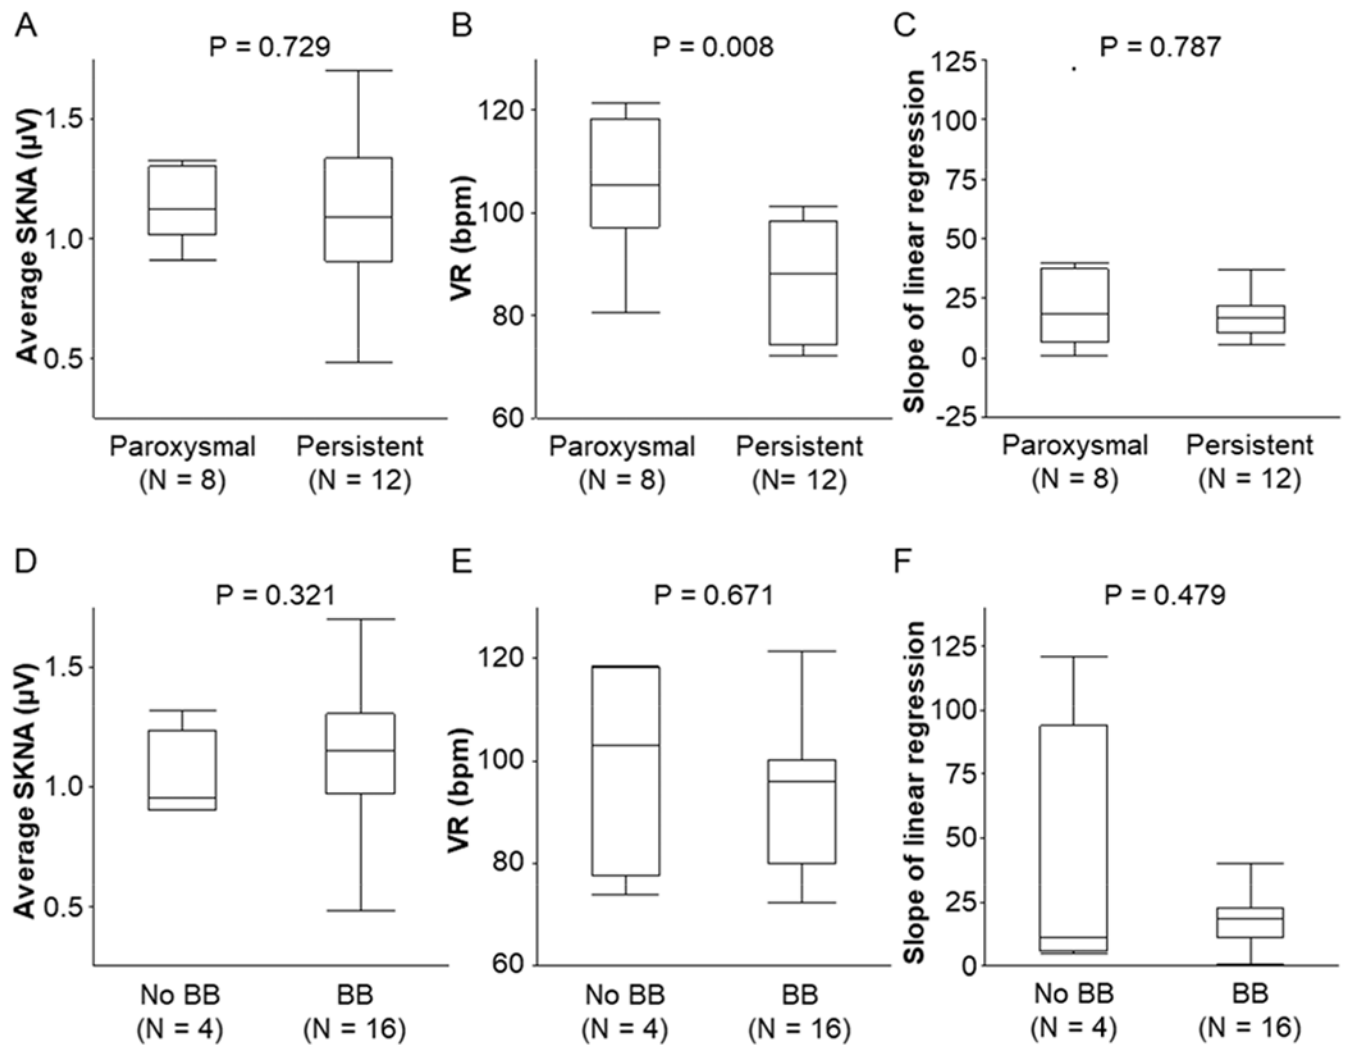 A
P = 0.729
Average SKNA (µV)
1.5
1.0
0.5
Paroxysmal
(N = 8)
Persistent
(N = 12)
B
P = 0.008
VR (bpm)
120
100
80
60
Paroxysmal
(N = 8)
Persistent
(N= 12)
C
P = 0.787
Slope of linear regression
125
100
75
50
25
0
-25
Paroxysmal
(N = 8)
Persistent
(N = 12)
D
P = 0.321
Average SKNA (µV)
1.5
1.0
0.5
No BB
(N = 4)
BB
(N = 16)
E
P = 0.671
VR (bpm)
120
100
80
60
No BB
(N = 4)
BB
(N = 16)
F
P = 0.479
Slope of linear regression
125
100
75
50
25
0
No BB
(N = 4)
BB
(N = 16)